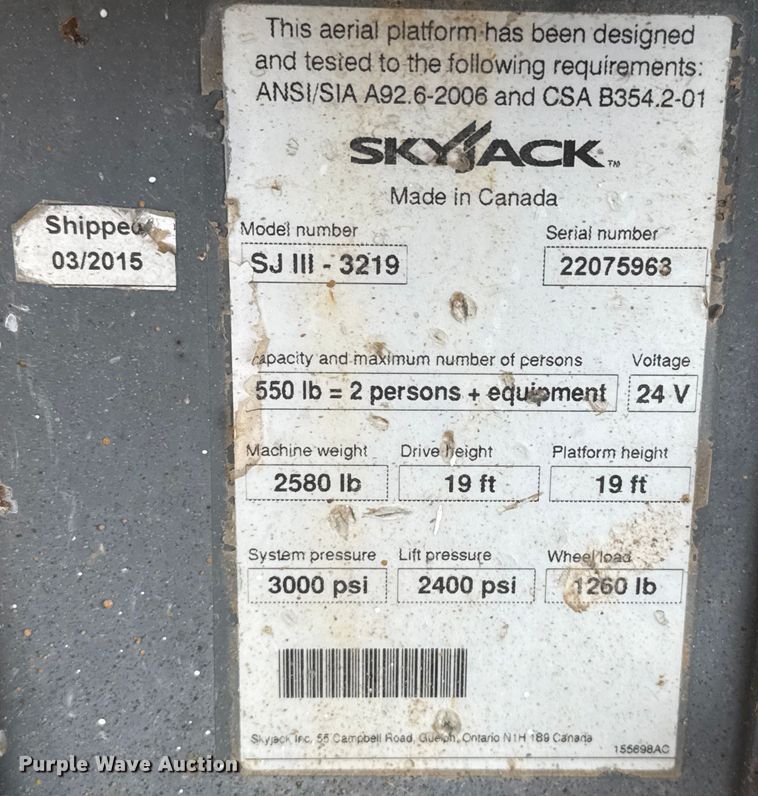 This aerial platform has been designed
and tested to the following requirements:
ANSI/SIA A92.6-2006 and CSA B354.2-01
SKYJACK™
Made in Canada
Shipped
03/2015
Model number Serial number
SJ III - 3219 22075963
capacity and maximum number of persons Voltage
550 lb = 2 persons + equipment 24 V
Machine weight Drive height Platform height
2580 lb 19 ft 19 ft
System pressure Lift pressure Wheel load
3000 psi 2400 psi 1260 lb
Skyjack Inc, 55 Campbell Road, Guelph, Ontario N1H 1B9 Canada
155698AC
Purple Wave Auction